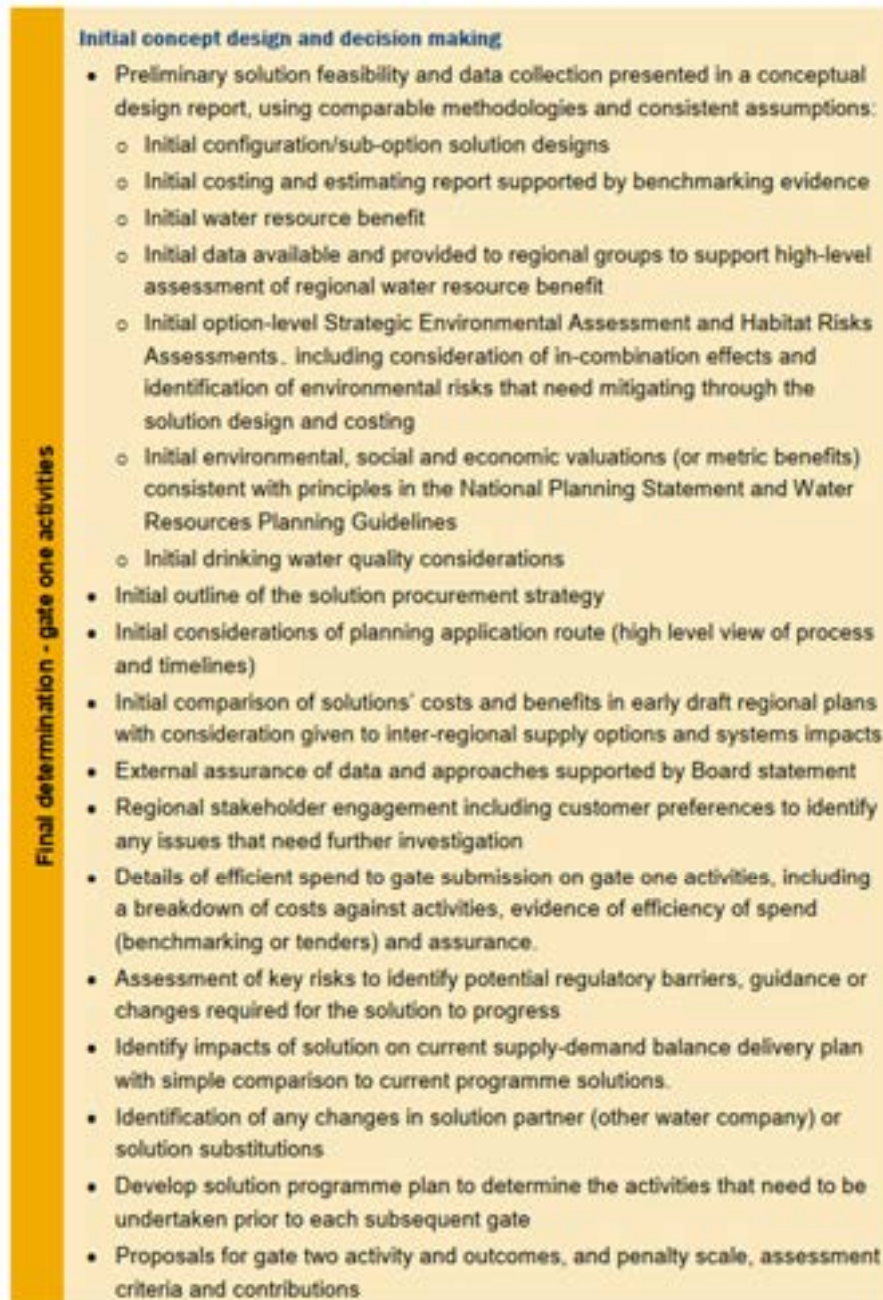 Final determination - gate one activities
Initial concept design and decision making
• Preliminary solution feasibility and data collection presented in a conceptual
design report, using comparable methodologies and consistent assumptions:
o Initial configuration/sub-option solution designs
o Initial costing and estimating report supported by benchmarking evidence
o Initial water resource benefit
o Initial data available and provided to regional groups to support high-level
assessment of regional water resource benefit
o Initial option-level Strategic Environmental Assessment and Habitat Risks
Assessments. including consideration of in-combination effects and
identification of environmental risks that need mitigating through the
solution design and costing
o Initial environmental, social and economic valuations (or metric benefits)
consistent with principles in the National Planning Statement and Water
Resources Planning Guidelines
o Initial drinking water quality considerations
• Initial outline of the solution procurement strategy
• Initial considerations of planning application route (high level view of process
and timelines)
• Initial comparison of solutions' costs and benefits in early draft regional plans
with consideration given to inter-regional supply options and systems impacts
• External assurance of data and approaches supported by Board statement
• Regional stakeholder engagement including customer preferences to identify
any issues that need further investigation
• Details of efficient spend to gate submission on gate one activities, including
a breakdown of costs against activities, evidence of efficiency of spend
(benchmarking or tenders) and assurance.
• Assessment of key risks to identify potential regulatory barriers, guidance or
changes required for the solution to progress
• Identify impacts of solution on current supply-demand balance delivery plan
with simple comparison to current programme solutions.
• Identification of any changes in solution partner (other water company) or
solution substitutions
• Develop solution programme plan to determine the activities that need to be
undertaken prior to each subsequent gate
• Proposals for gate two activity and outcomes, and penalty scale, assessment
criteria and contributions